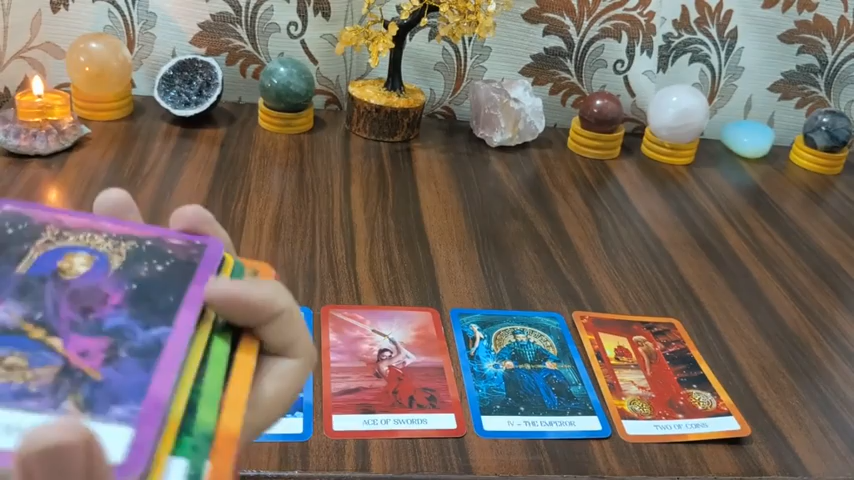 ACE OF SWORDS
IV - THE EMPEROR
TWO OF COINS